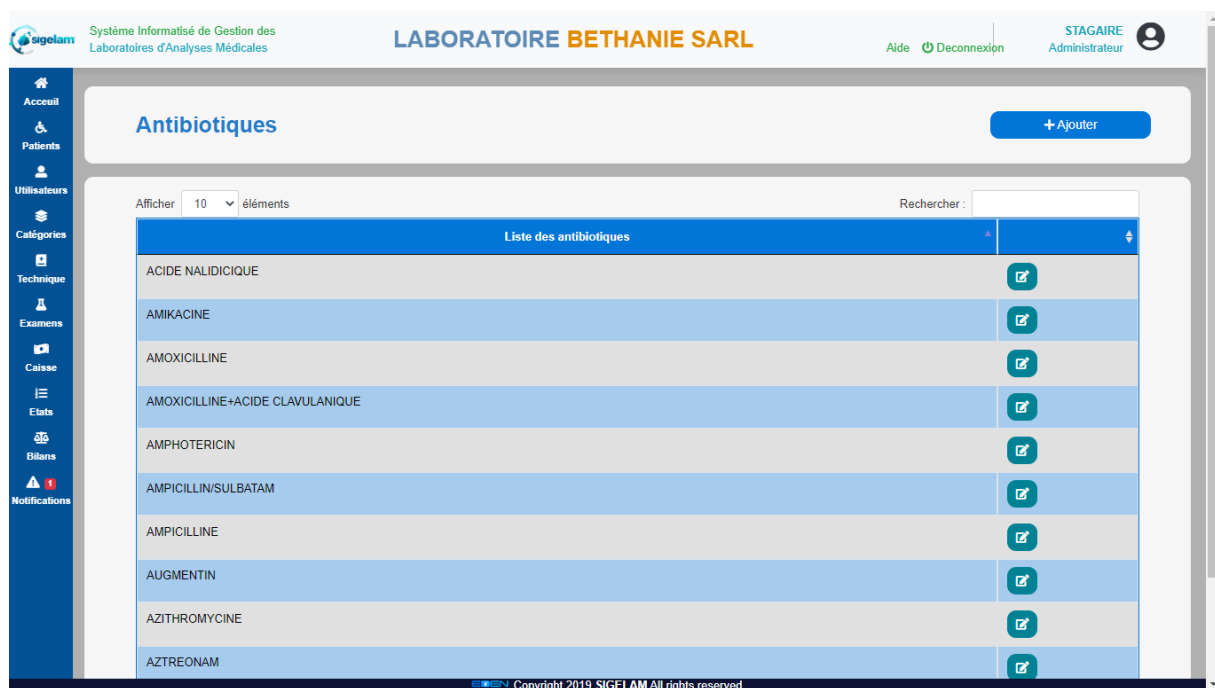 sigelam
Système Informatisé de Gestion des
Laboratoires d'Analyses Médicales
LABORATOIRE BETHANIE SARL
Aide Deconnexion
STAGAIRE
Administrateur
Acceuil
Patients
Utilisateurs
Catégories
Technique
Examens
Caisse
Etats
Bilans
1
Notifications
Antibiotiques
+ Ajouter
Afficher 10 éléments
Rechercher :
Liste des antibiotiques
ACIDE NALIDICIQUE
AMIKACINE
AMOXICILLINE
AMOXICILLINE+ACIDE CLAVULANIQUE
AMPHOTERICIN
AMPICILLIN/SULBATAM
AMPICILLINE
AUGMENTIN
AZITHROMYCINE
AZTREONAM
EDEN Copyright 2019 SIGELAM All rights reserved